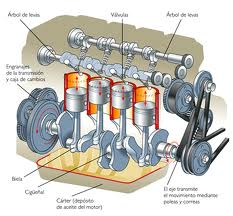 Árbol de levas
Válvulas
Árbol de levas
Engranajes
de la transmisión
y caja de cambios
Biela
Cigüeñal
Cárter (depósito
de aceite del motor)
El eje transmite
el movimiento mediante
poleas y correas